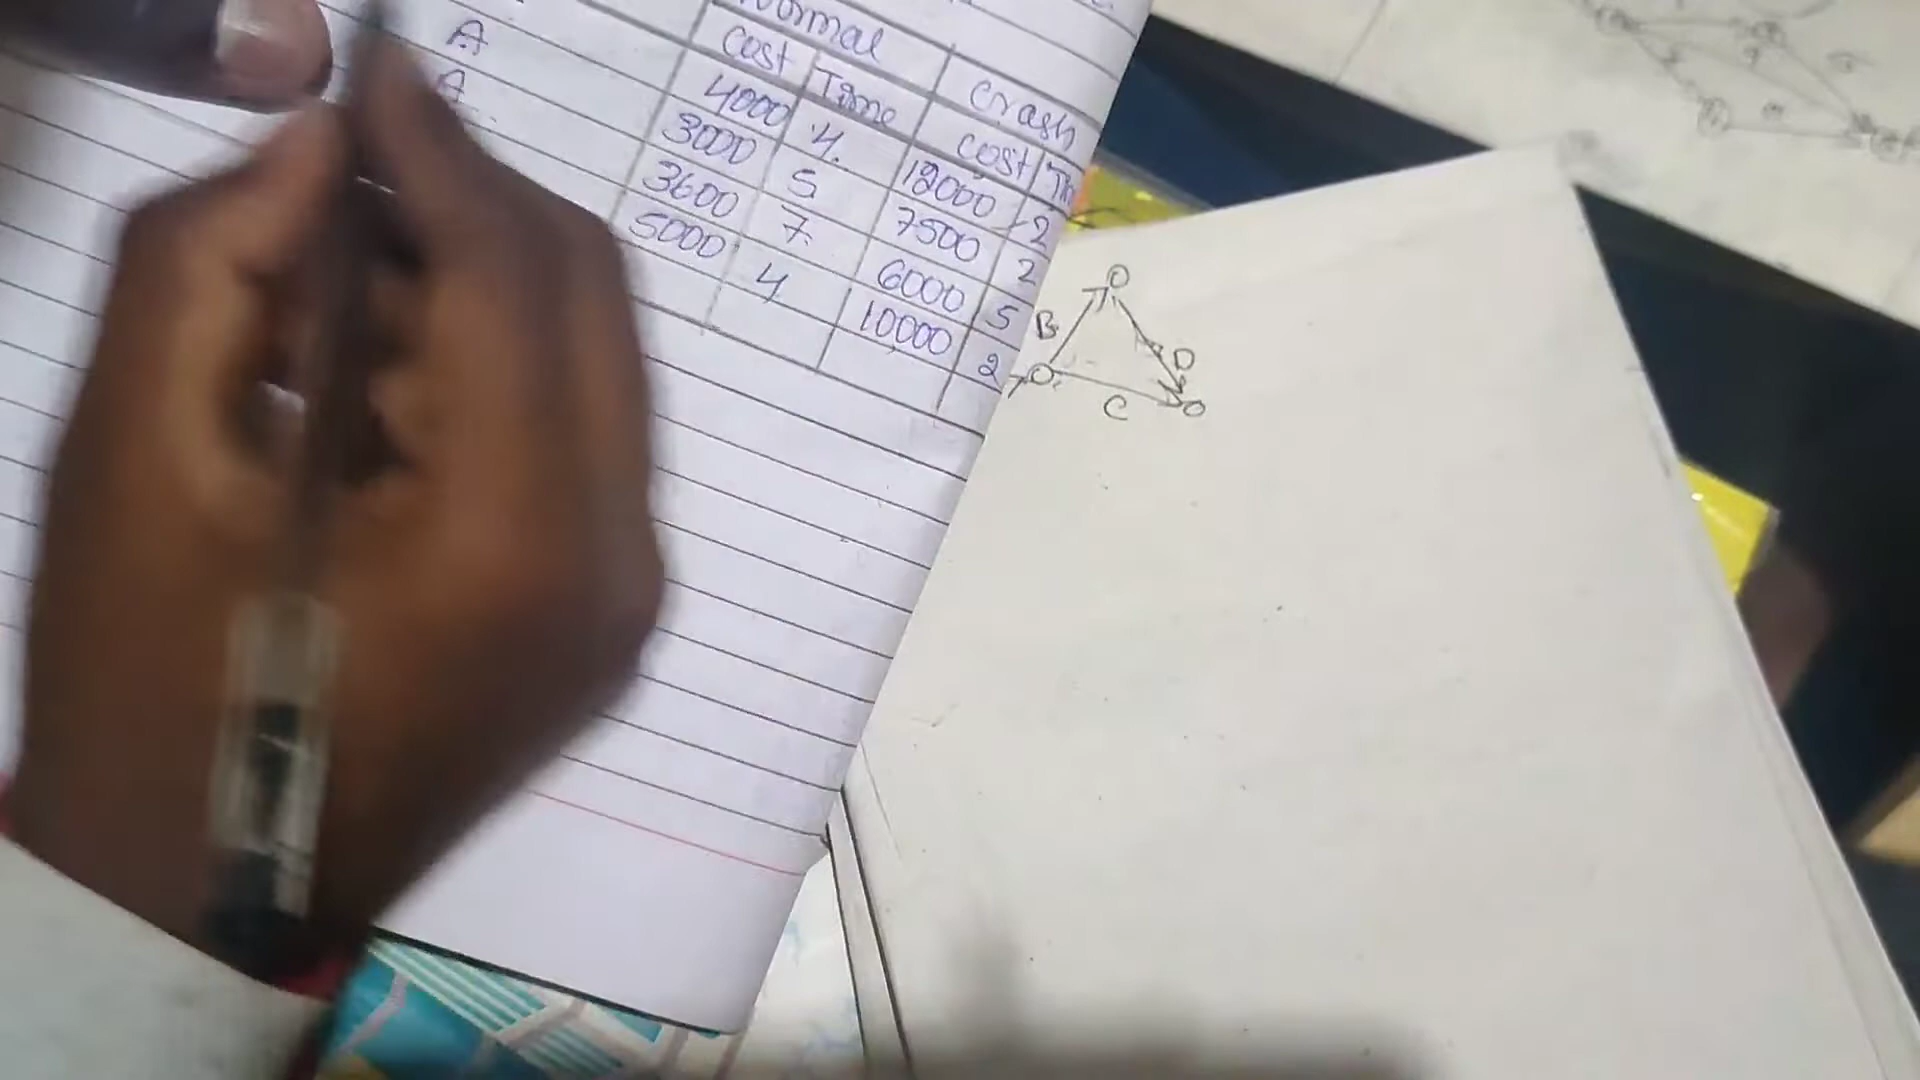 Normal
Cost Time Crash
Cost
A 4000 4 12000 2
A 3000 5 7500 2
3600 7 6000 5
5000 4 10000 2
B
D
C